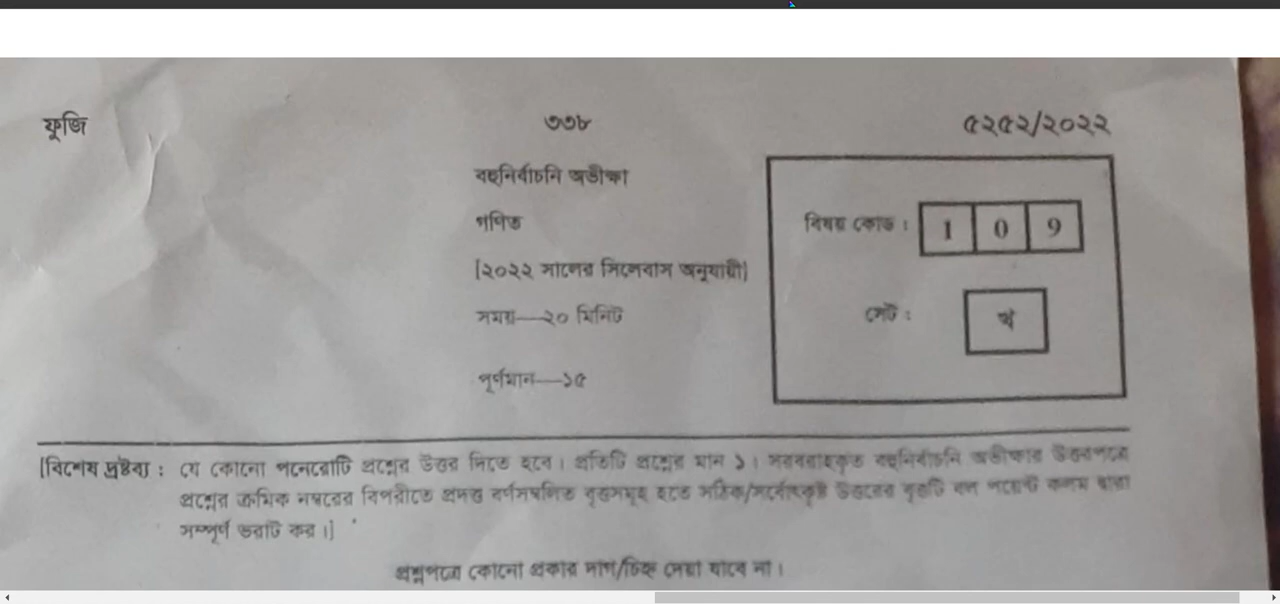 ফুজি ৩৩৮ ৫২৫২/২০২২
বহুনির্বাচনি অভীক্ষা
গণিত
বিষয় কোড : 1 0 9
[২০২২ সালের সিলেবাস অনুযায়ী]
সময়—২০ মিনিট
সেট : খ
পূর্ণমান—১৫
[বিশেষ দ্রষ্টব্য : যে কোনো পনেরোটি প্রশ্নের উত্তর দিতে হবে। প্রতিটি প্রশ্নের মান ১। সরবরাহকৃত বহুনির্বাচনি অভীক্ষার উত্তরপত্রে
প্রশ্নের ক্রমিক নম্বরের বিপরীতে প্রদত্ত বর্ণসম্বলিত বৃত্তসমূহ হতে সঠিক/সর্বোৎকৃষ্ট উত্তরের বৃত্তটি বল পয়েন্ট কলম দ্বারা
সম্পূর্ণ ভরাট কর।]
প্রশ্নপত্রে কোনো প্রকার দাগ/চিহ্ন দেয়া যাবে না।